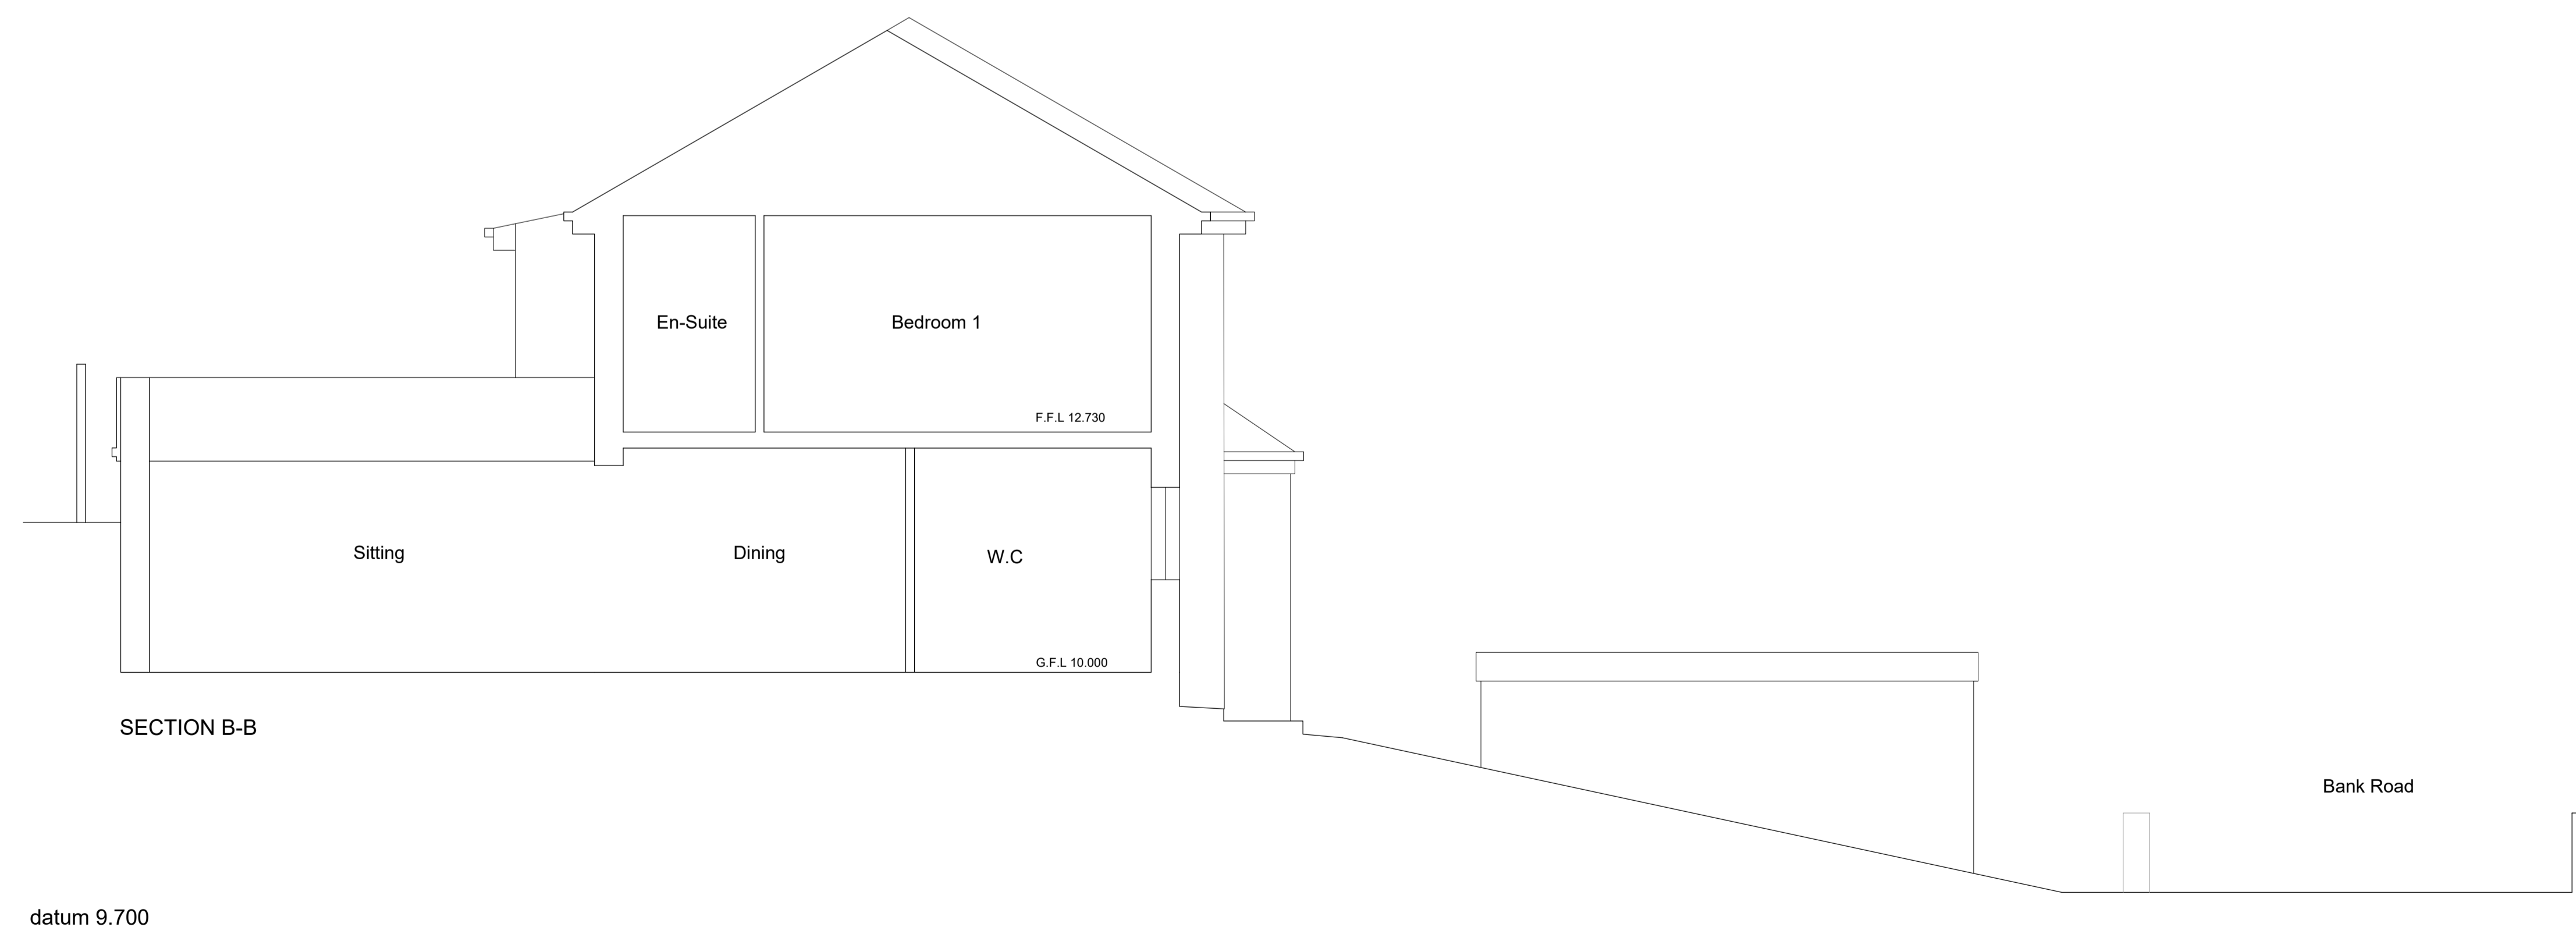 En-Suite
Bedroom 1
F.F.L 12.730
Sitting
Dining
W.C
G.F.L 10.000
SECTION B-B
Bank Road
datum 9.700